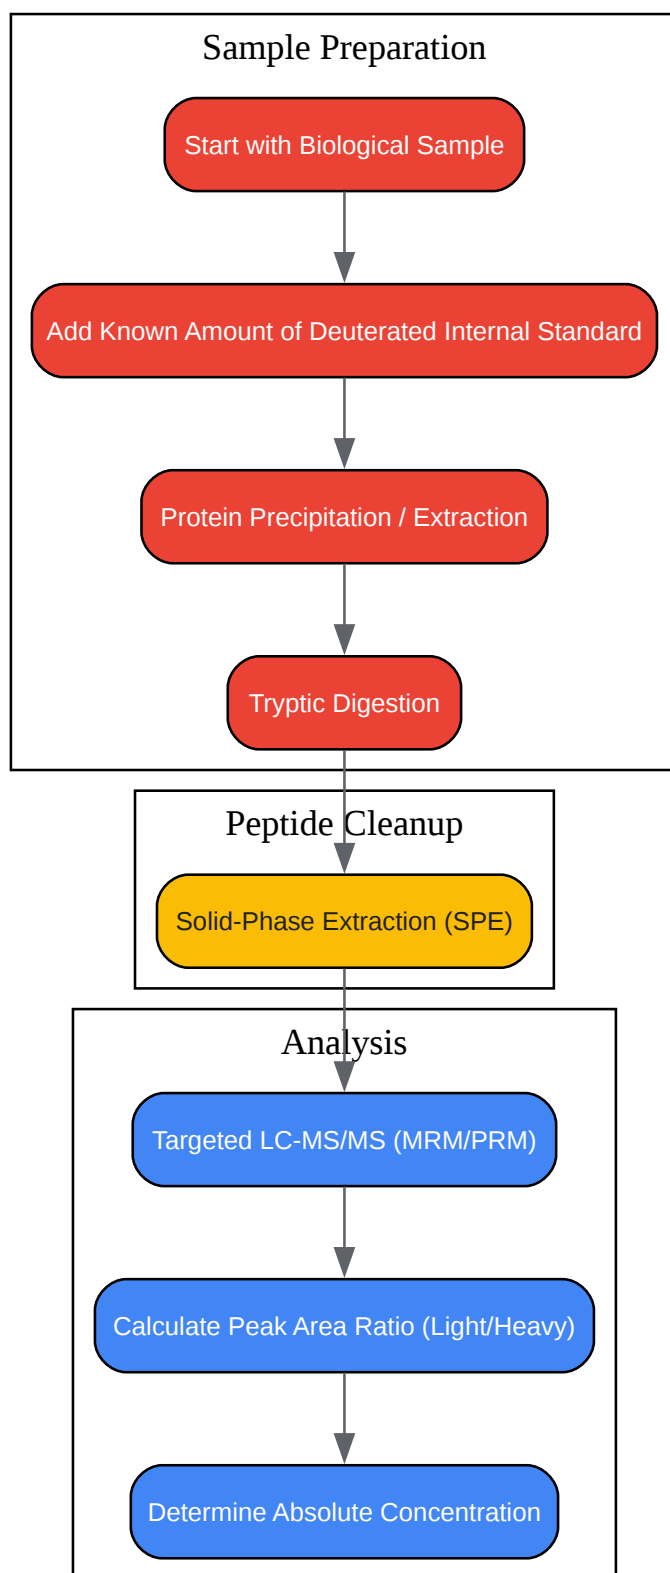 Sample Preparation
Start with Biological Sample
Add Known Amount of Deuterated Internal Standard
Protein Precipitation / Extraction
Tryptic Digestion
Peptide Cleanup
Solid-Phase Extraction (SPE)
Analysis
Targeted LC-MS/MS (MRM/PRM)
Calculate Peak Area Ratio (Light/Heavy)
Determine Absolute Concentration